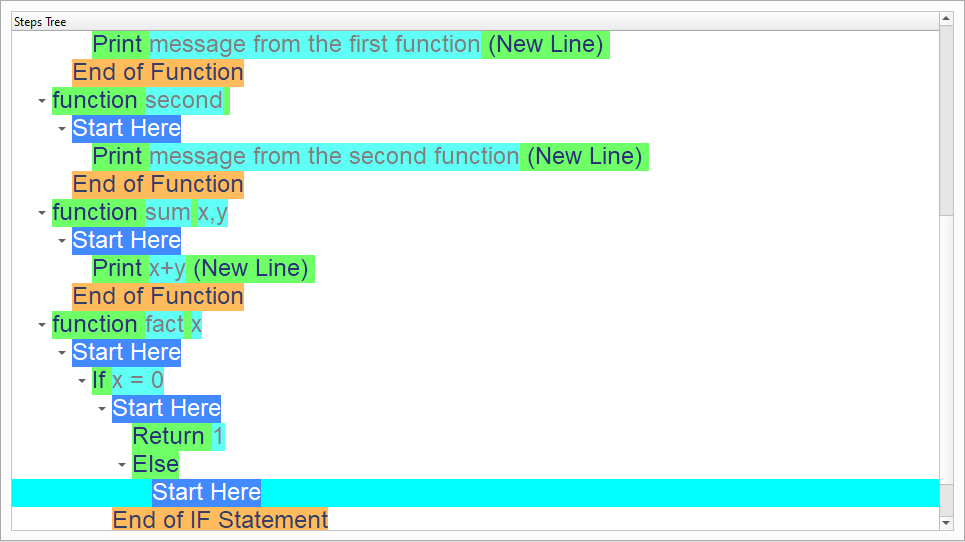 Steps Tree
Print message from the first function (New Line)
End of Function
function second
Start Here
Print message from the second function (New Line)
End of Function
function sum x,y
Start Here
Print x+y (New Line)
End of Function
function fact x
Start Here
If x = 0
Start Here
Return 1
Else
Start Here
End of IF Statement